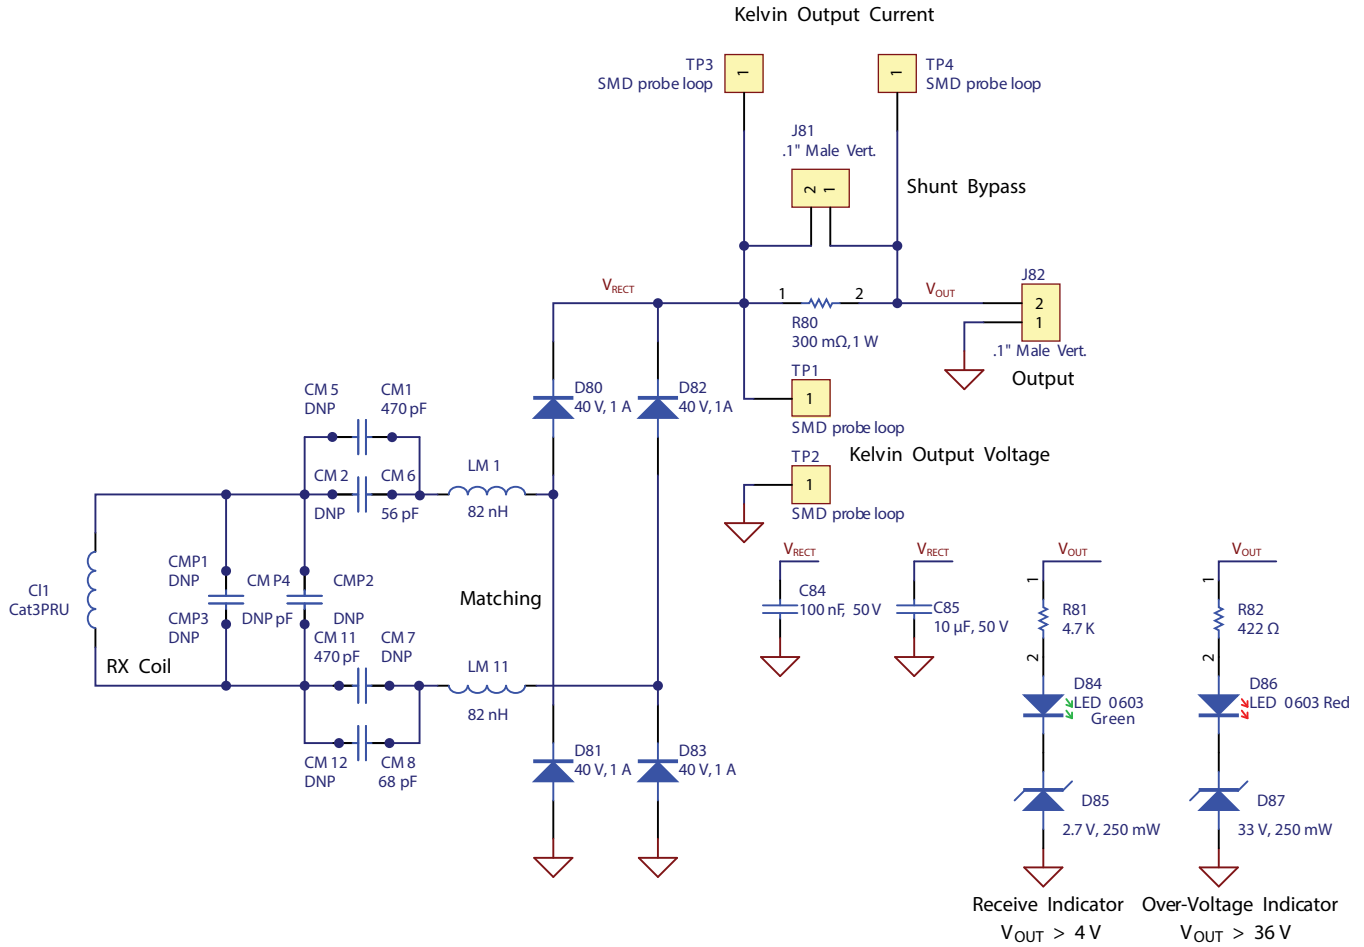 Kelvin Output Current
TP3
SMD probe loop
1
1
TP4
SMD probe loop
J81
.1" Male Vert.
2 1
Shunt Bypass
VRECT
1
2
R80
300 mΩ, 1 W
VOUT
J82
2
1
.1" Male Vert.
Output
TP1
1
SMD probe loop
Kelvin Output Voltage
TP2
1
SMD probe loop
D80
40 V, 1 A
D82
40 V, 1A
CM 5
DNP
CM1
470 pF
CM 2
DNP
CM 6
56 pF
LM 1
82 nH
CMP1
DNP
CMP3
DNP
CM P4
DNP pF
CMP2
DNP
Cl1
Cat3PRU
RX Coil
Matching
CM 11
470 pF
CM 7
DNP
LM 11
82 nH
CM 12
DNP
CM 8
68 pF
D81
40 V, 1 A
D83
40 V, 1 A
VRECT
C84
100 nF, 50 V
VRECT
C85
10 µF, 50 V
VOUT
1
R81
4.7 K
2
D84
LED 0603
Green
D85
2.7 V, 250 mW
Receive Indicator
VOUT > 4 V
VOUT
1
R82
422 Ω
2
D86
LED 0603 Red
D87
33 V, 250 mW
Over-Voltage Indicator
VOUT > 36 V